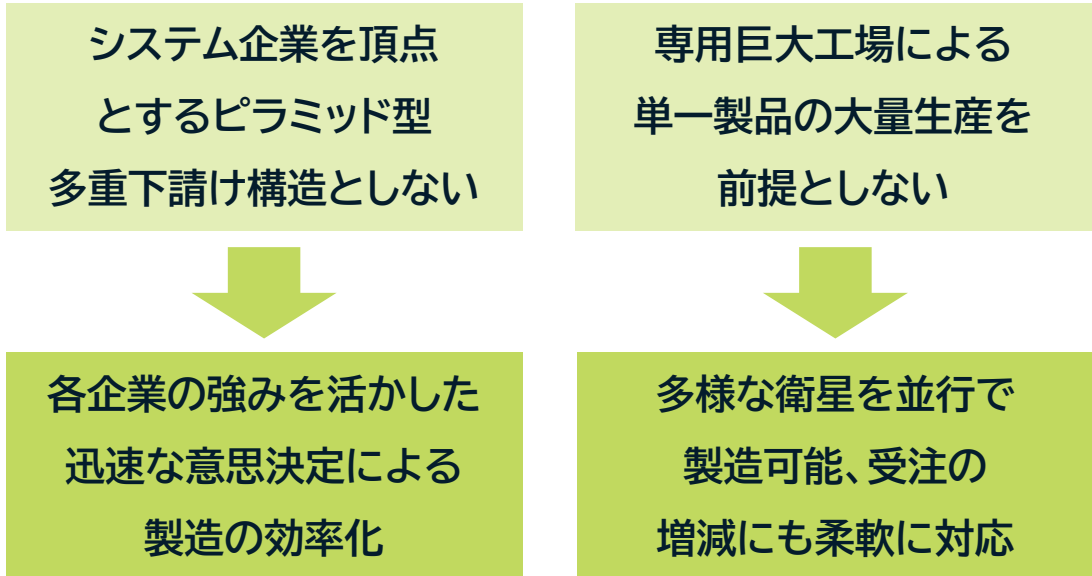 システム企業を頂点
とするピラミッド型
多重下請け構造としない
専用巨大工場による
単一製品の大量生産を
前提としない
各企業の強みを活かした
迅速な意思決定による
製造の効率化
多様な衛星を並行で
製造可能、受注の
増減にも柔軟に対応